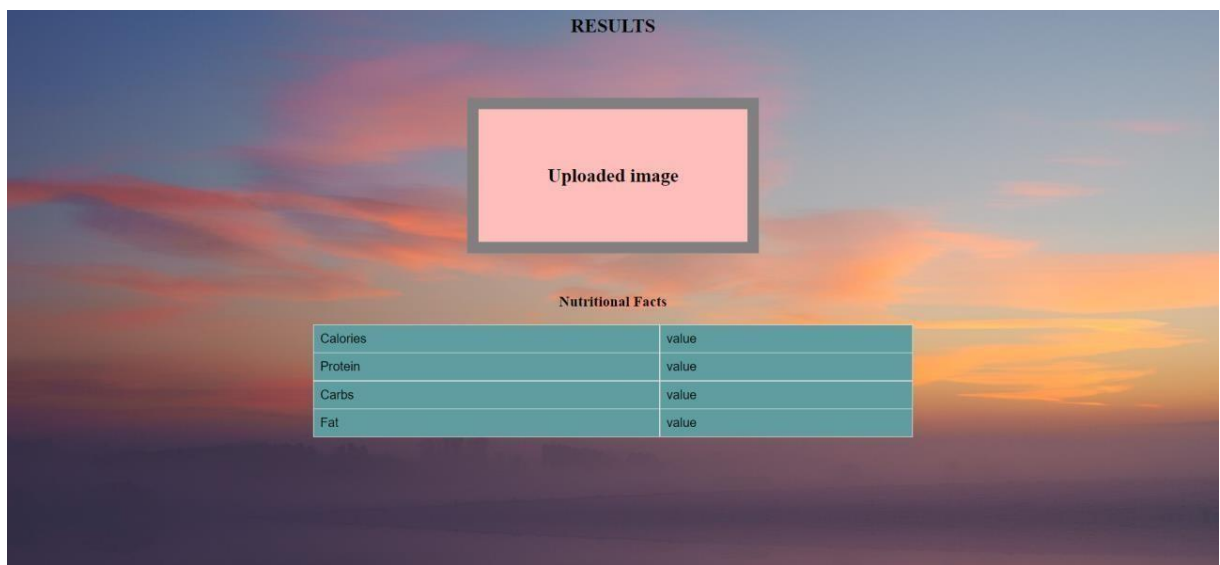 RESULTS
Uploaded image
Nutritional Facts
Calories value
Protein value
Carbs value
Fat value